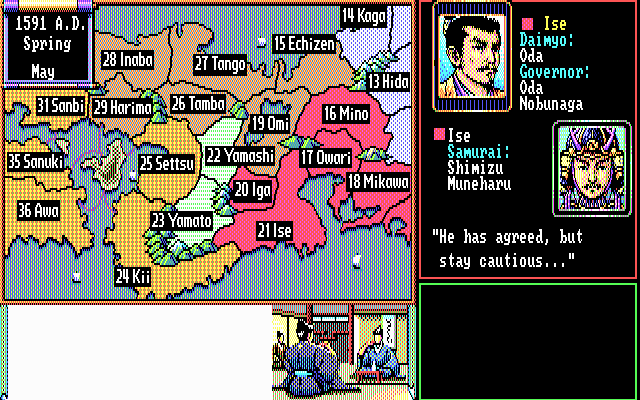 1591 A.D.
Spring
May
14 Kaga
15 Echizen
28 Inaba
27 Tango
13 Hida
31 Sanbi
29 Harima
26 Tamba
16 Mino
19 Omi
35 Sanuki
25 Settsu
22 Yamashi
17 Owari
18 Mikawa
20 Iga
36 Awa
23 Yamato
21 Ise
24 Kii
Ise
Daimyo:
Oda
Governor:
Oda
Nobunaga
Ise
Samurai:
Shimizu
Muneharu
"He has agreed, but
stay cautious..."